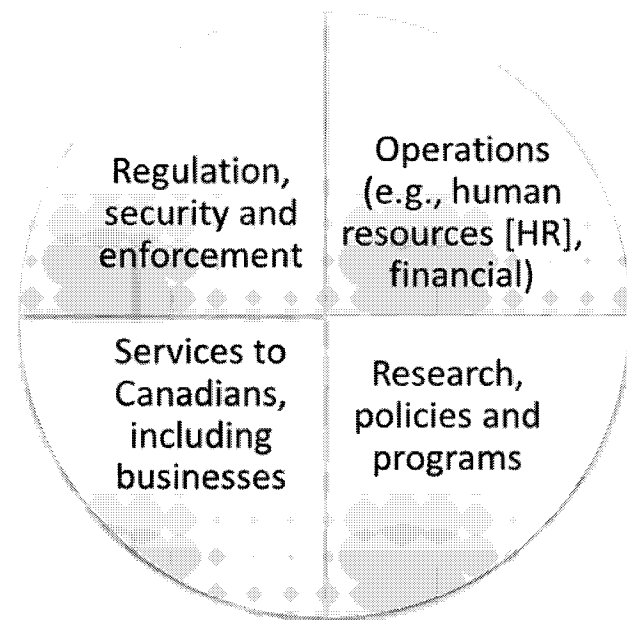 Regulation,
security and
enforcement
Operations
(e.g., human
resources [HR],
financial)
Services to
Canadians,
including
businesses
Research,
policies and
programs